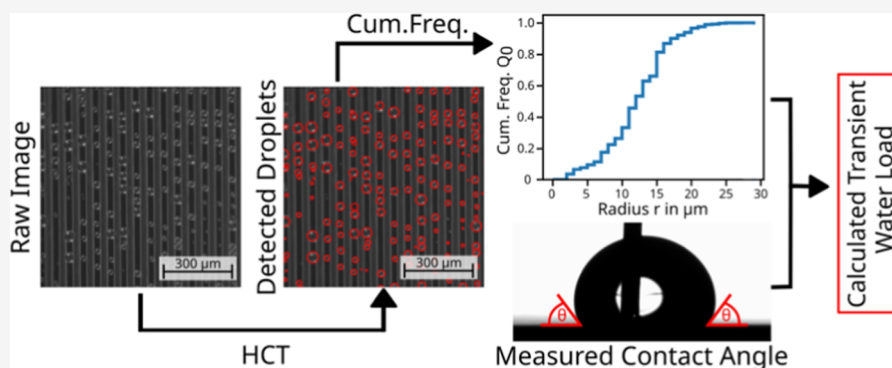 Cum.Freq.
Raw Image
300 µm
Detected Droplets
300 µm
Cum. Freq. Q0
1.0
0.8
0.6
0.4
0.2
0
0 5 10 15 20 25 30
Radius r in µm
θ θ
Measured Contact Angle
HCT
Calculated Transient
Water Load